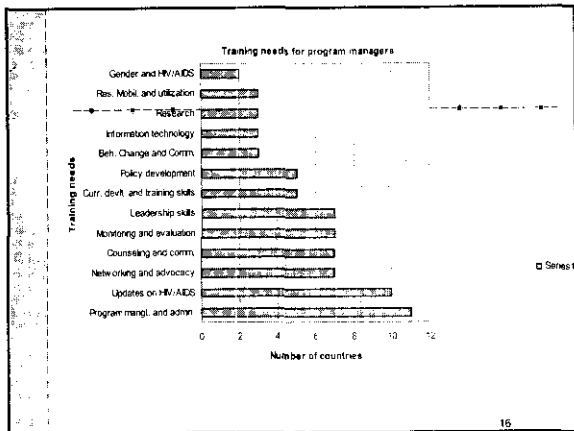 Training needs for program managers
Gender and HIV/AIDS
Res. Mobil. and utilization
Research
Information technology
Beh. Change and Comm.
Policy development
Curr. devlt. and training skills
Leadership skills
Monitoring and evaluation
Counseling and comm.
Networking and advocacy
Updates on HIV/AIDS
Program mangt. and admn.
Training needs
0 2 4 6 8 10 12
Number of countries
Series1
16